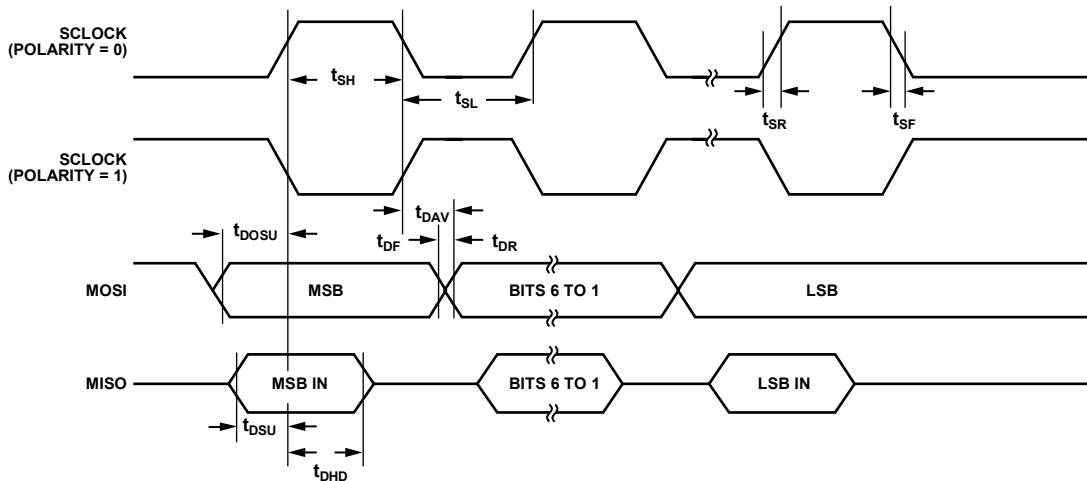 SCLOCK
(POLARITY = 0)
tSH
tSL
tSR
tSF
SCLOCK
(POLARITY = 1)
tDAV
tDOSU
tDF
tDR
MOSI
MSB
BITS 6 TO 1
LSB
MISO
MSB IN
BITS 6 TO 1
LSB IN
tDSU
tDHD